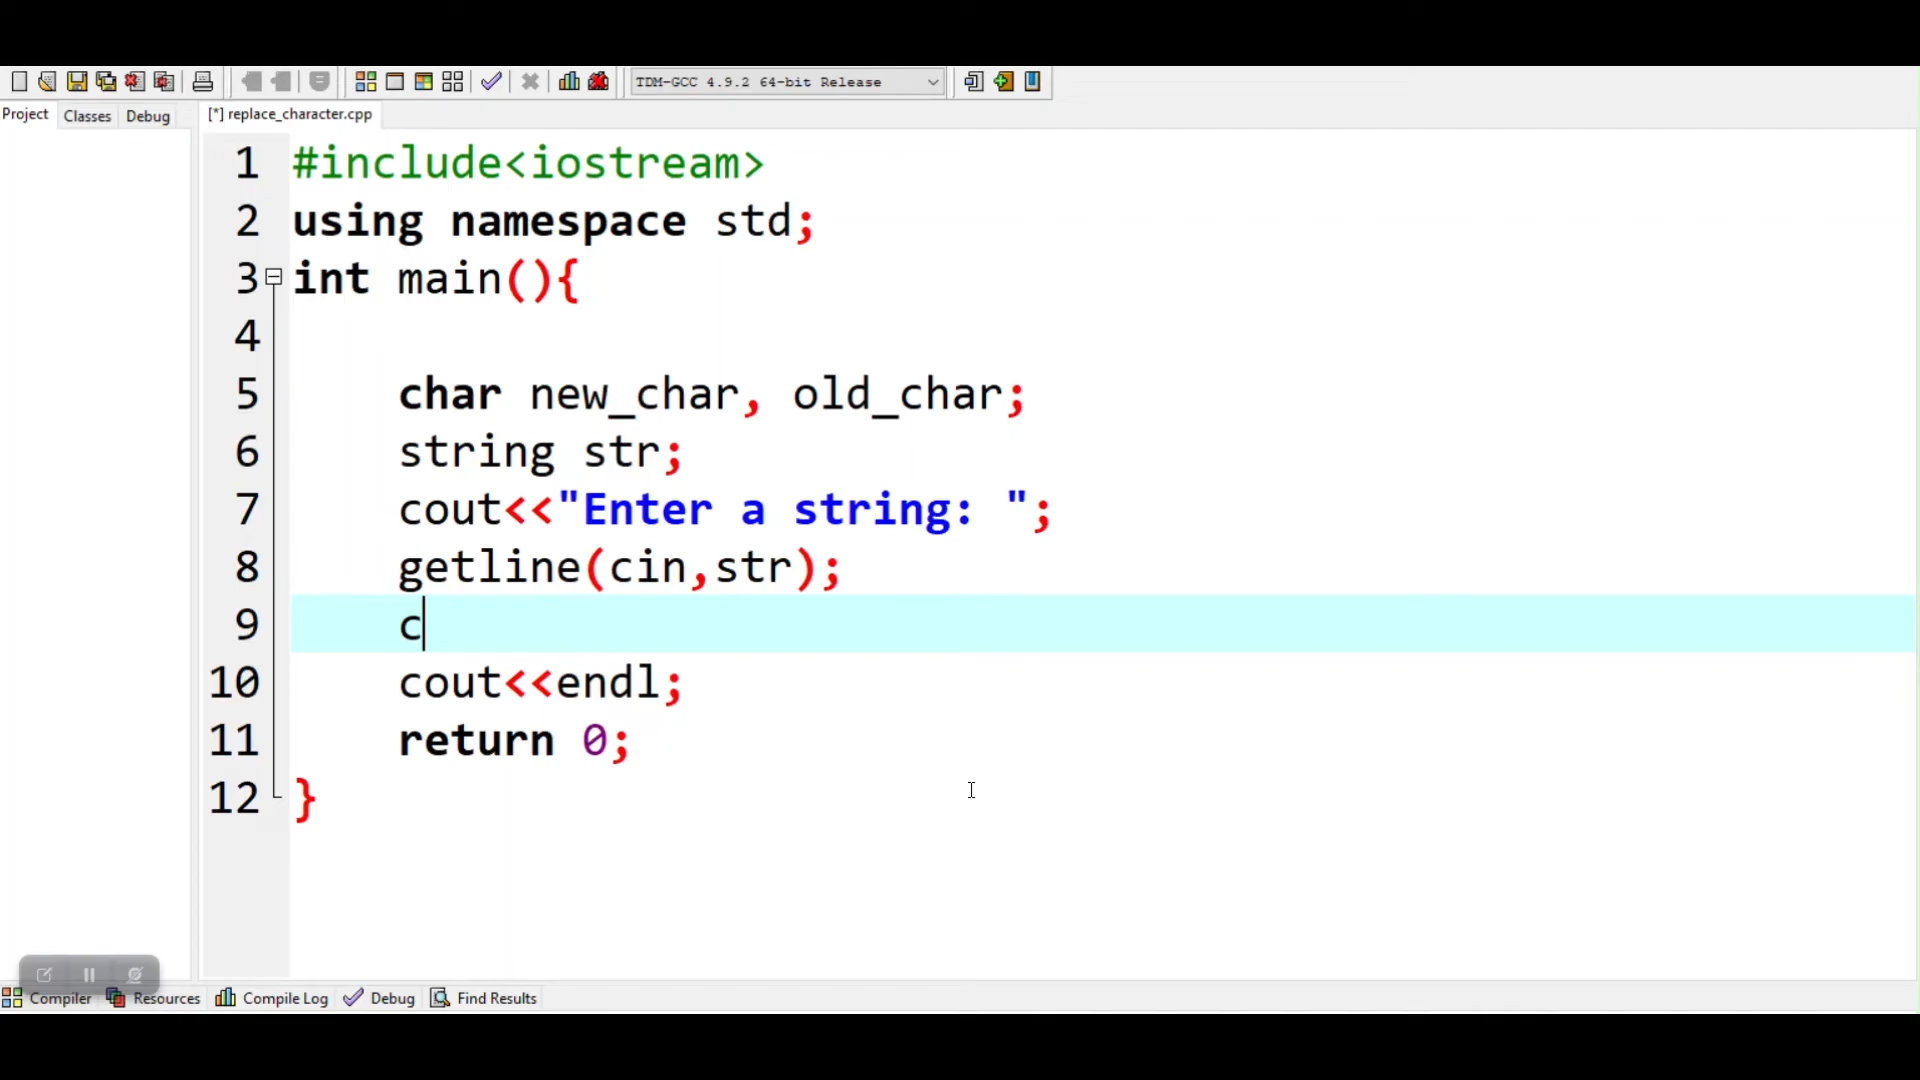 TDM-GCC 4.9.2 64-bit Release
Project Classes Debug
[*] replace_character.cpp
1 #include<iostream>
2 using namespace std;
3 int main(){
4
5 char new_char, old_char;
6 string str;
7 cout<<"Enter a string: ";
8 getline(cin,str);
9 c
10 cout<<endl;
11 return 0;
12 }
Compiler Resources Compile Log Debug Find Results